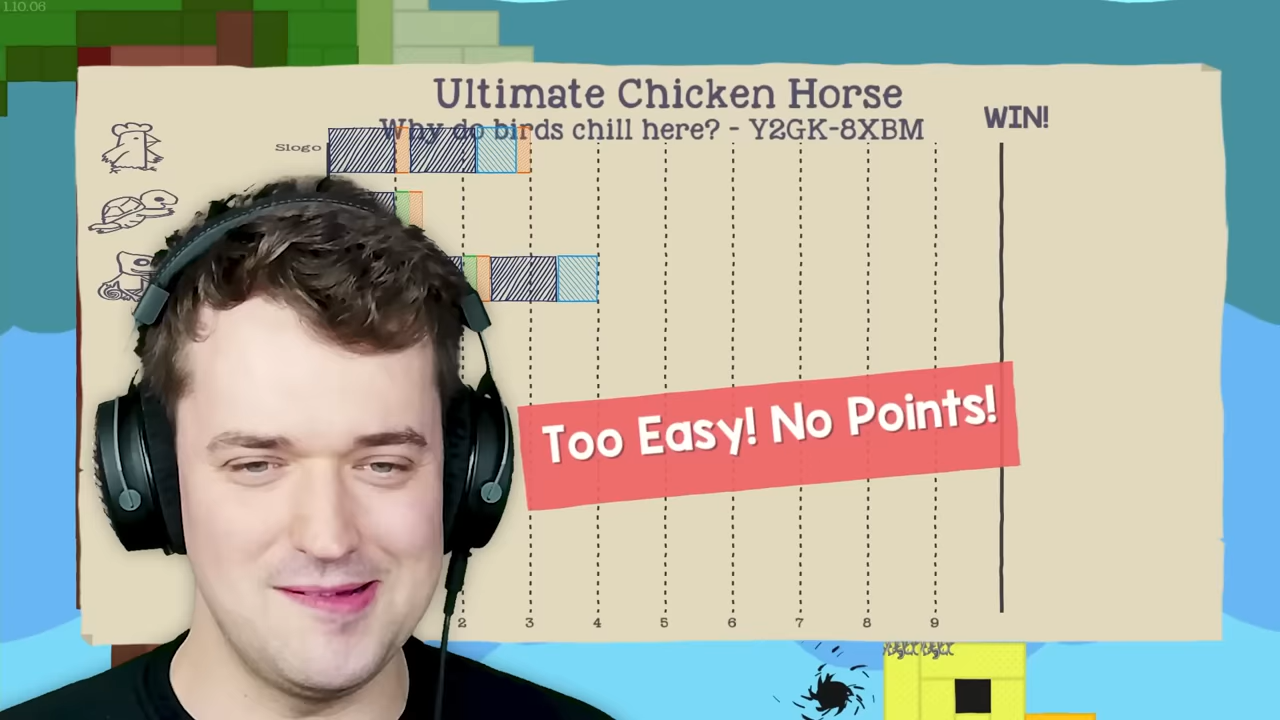 1.10.06
Ultimate Chicken Horse
Why do birds chill here? - Y2GK-8XBM
WIN!
Slogo
Too Easy! No Points!
2 3 4 5 6 7 8 9